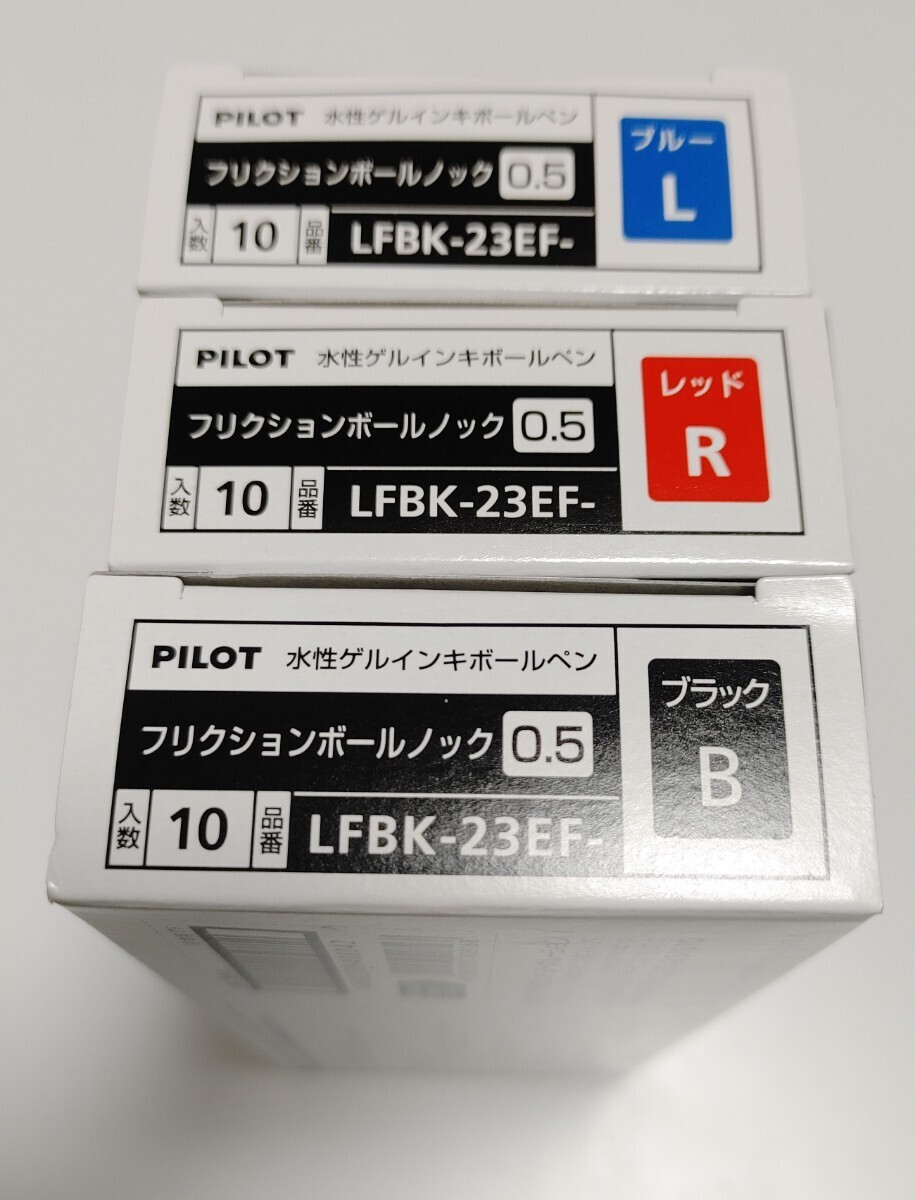 PILOT 水性ゲルインキボールペン
フリクションボールノック 0.5
入数 10 品番 LFBK-23EF-
ブルー
L
PILOT 水性ゲルインキボールペン
フリクションボールノック 0.5
入数 10 品番 LFBK-23EF-
レッド
R
PILOT 水性ゲルインキボールペン
フリクションボールノック 0.5
入数 10 品番 LFBK-23EF-
ブラック
B